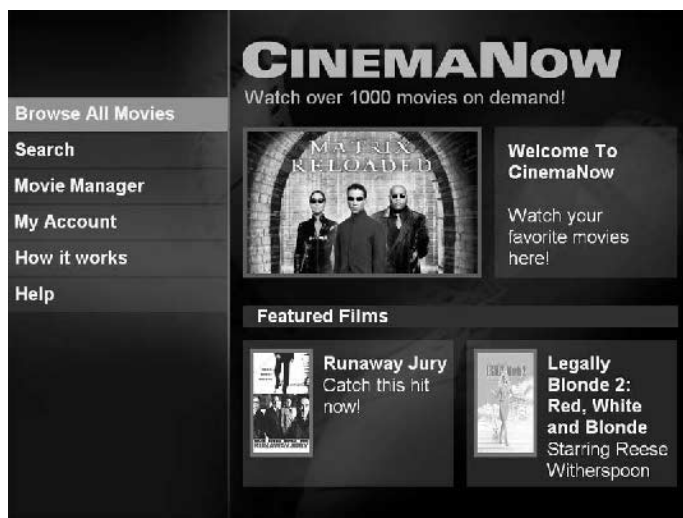 CINEMANOW
Watch over 1000 movies on demand!
Browse All Movies
Search
Movie Manager
My Account
How it works
Help
MATRIX
RELOADED
Welcome To
CinemaNow
Watch your
favorite movies
here!
Featured Films
Runaway Jury
Catch this hit
now!
RUNAWAY JURY
Legally
Blonde 2:
Red, White
and Blonde
Starring Reese
Witherspoon